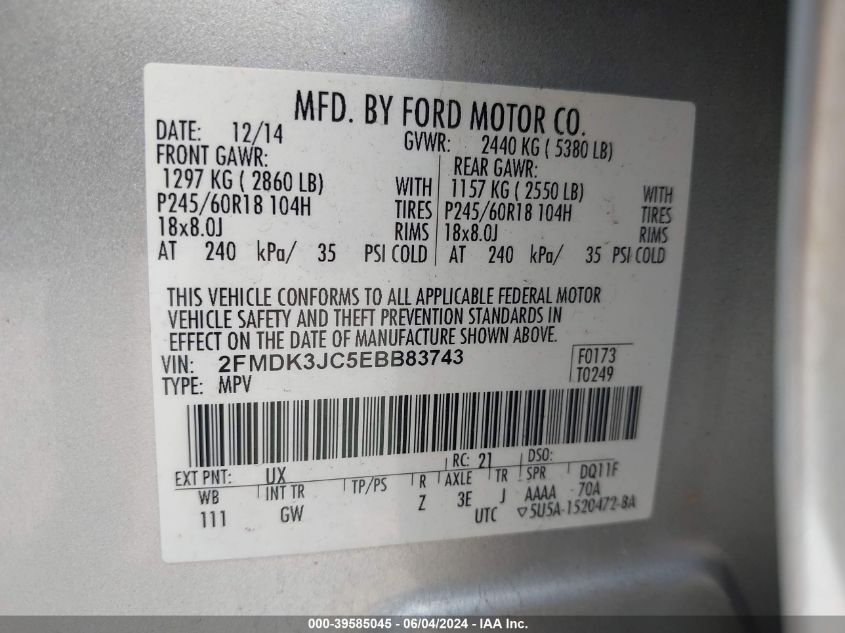 MFD. BY FORD MOTOR CO.
DATE: 12/14 GVWR: 2440 KG ( 5380 LB)
FRONT GAWR: REAR GAWR:
1297 KG ( 2860 LB) WITH 1157 KG ( 2550 LB) WITH
P245/60R18 104H TIRES P245/60R18 104H TIRES
18x8.0J RIMS 18x8.0J RIMS
AT 240 kPa/ 35 PSI COLD AT 240 kPa/ 35 PSI COLD
THIS VEHICLE CONFORMS TO ALL APPLICABLE FEDERAL MOTOR
VEHICLE SAFETY AND THEFT PREVENTION STANDARDS IN
EFFECT ON THE DATE OF MANUFACTURE SHOWN ABOVE.
VIN: 2FMDK3JC5EBB83743 F0173
TYPE: MPV T0249
EXT PNT: UX RC: 21 DSO:
WB INT TR TP/PS R AXLE TR SPR DQ11F
111 GW Z 3E J AAAA 70A
UTC ▽5U5A-1520472-BA
000-39585045 - 06/04/2024 - IAA Inc.